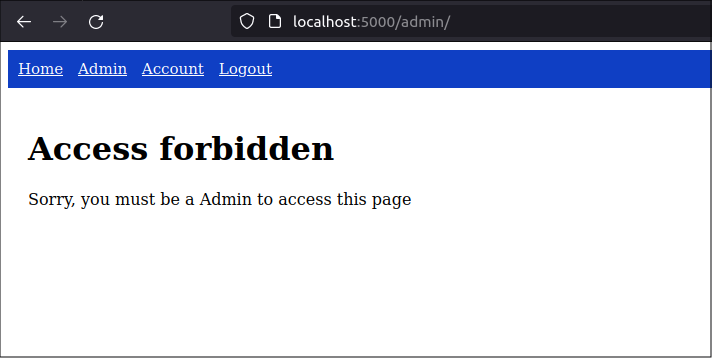 localhost:5000/admin/
Home Admin Account Logout
Access forbidden
Sorry, you must be a Admin to access this page